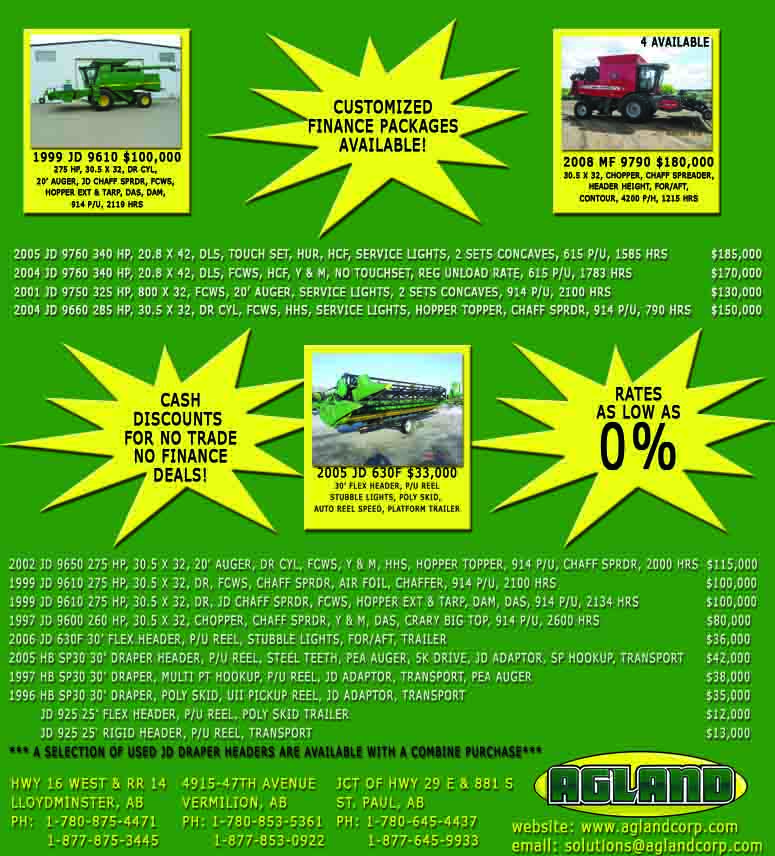 4 AVAILABLE
CUSTOMIZED
FINANCE PACKAGES
AVAILABLE!
1999 JD 9610 $100,000
275 HP, 30.5 X 32, DR CYL,
20' AUGER, JD CHAFF SPRDR, FCWS,
HOPPER EXT & TARP, DAS, DAM,
914 P/U, 2119 HRS
2008 MF 9790 $180,000
30.5 X 32, CHOPPER, CHAFF SPREADER,
HEADER HEIGHT, FOR/AFT,
CONTOUR, 4200 P/H, 1215 HRS
2005 JD 9760 340 HP, 20.8 X 42, DLS, TOUCH SET, HUR, HCF, SERVICE LIGHTS, 2 SETS CONCAVES, 615 P/U, 1585 HRS $185,000
2004 JD 9760 340 HP, 20.8 X 42, DLS, FCWS, HCF, Y & M, NO TOUCHSET, REG UNLOAD RATE, 615 P/U, 1783 HRS $170,000
2001 JD 9750 325 HP, 800 X 32, FCWS, 20' AUGER, SERVICE LIGHTS, 2 SETS CONCAVES, 914 P/U, 2100 HRS $130,000
2004 JD 9660 285 HP, 30.5 X 32, DR CYL, FCWS, HHS, SERVICE LIGHTS, HOPPER TOPPER, CHAFF SPRDR, 914 P/U, 790 HRS $150,000
CASH
DISCOUNTS
FOR NO TRADE
NO FINANCE
DEALS!
2005 JD 630F $33,000
30' FLEX HEADER, P/U REEL
STUBBLE LIGHTS, POLY SKID,
AUTO REEL SPEED, PLATFORM TRAILER
RATES
AS LOW AS
0%
2002 JD 9650 275 HP, 30.5 X 32, 20' AUGER, DR CYL, FCWS, Y & M, HHS, HOPPER TOPPER, 914 P/U, CHAFF SPRDR, 2000 HRS $115,000
1999 JD 9610 275 HP, 30.5 X 32, DR, FCWS, CHAFF SPRDR, AIR FOIL, CHAFFER, 914 P/U, 2100 HRS $100,000
1999 JD 9610 275 HP, 30.5 X 32, DR, JD CHAFF SPRDR, FCWS, HOPPER EXT & TARP, DAM, DAS, 914 P/U, 2134 HRS $100,000
1997 JD 9600 260 HP, 30.5 X 32, CHOPPER, CHAFF SPRDR, Y & M, DAS, CRARY BIG TOP, 914 P/U, 2600 HRS $80,000
2006 JD 630F 30' FLEX HEADER, P/U REEL, STUBBLE LIGHTS, FOR/AFT, TRAILER $36,000
2005 HB SP30 30' DRAPER HEADER, P/U REEL, STEEL TEETH, PEA AUGER, 5K DRIVE, JD ADAPTOR, SP HOOKUP, TRANSPORT $42,000
1997 HB SP30 30' DRAPER, MULTI PT HOOKUP, P/U REEL, JD ADAPTOR, TRANSPORT, PEA AUGER $38,000
1996 HB SP30 30' DRAPER, POLY SKID, UII PICKUP REEL, JD ADAPTOR, TRANSPORT $35,000
JD 925 25' FLEX HEADER, P/U REEL, POLY SKID TRAILER $12,000
JD 925 25' RIGID HEADER, P/U REEL, TRANSPORT $13,000
*** A SELECTION OF USED JD DRAPER HEADERS ARE AVAILABLE WITH A COMBINE PURCHASE***
HWY 16 WEST & RR 14 4915-47TH AVENUE JCT OF HWY 29 E & 881 S
LLOYDMINSTER, AB VERMILION, AB ST. PAUL, AB
PH: 1-780-875-4471 PH: 1-780-853-5361 PH: 1-780-645-4437
1-877-875-3445 1-877-853-0922 1-877-645-9933
AGLAND
website: www.aglandcorp.com
email: solutions@aglandcorp.com